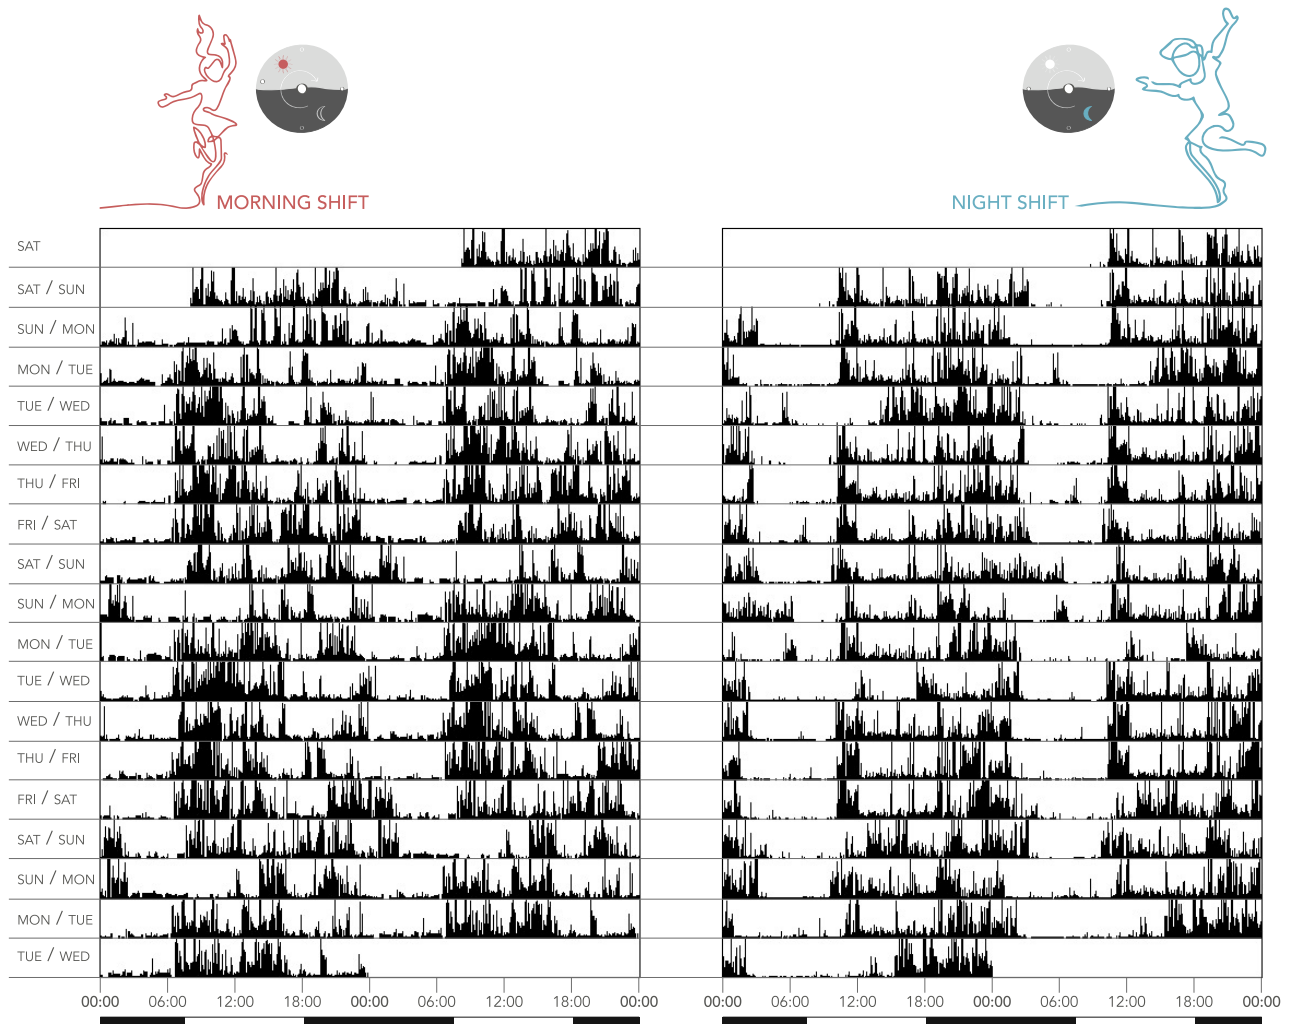 MORNING SHIFT
NIGHT SHIFT
SAT
SAT / SUN
SUN / MON
MON / TUE
TUE / WED
WED / THU
THU / FRI
FRI / SAT
SAT / SUN
SUN / MON
MON / TUE
TUE / WED
WED / THU
THU / FRI
FRI / SAT
SAT / SUN
SUN / MON
MON / TUE
TUE / WED
00:00 06:00 12:00 18:00 00:00 06:00 12:00 18:00 00:00
00:00 06:00 12:00 18:00 00:00 06:00 12:00 18:00 00:00